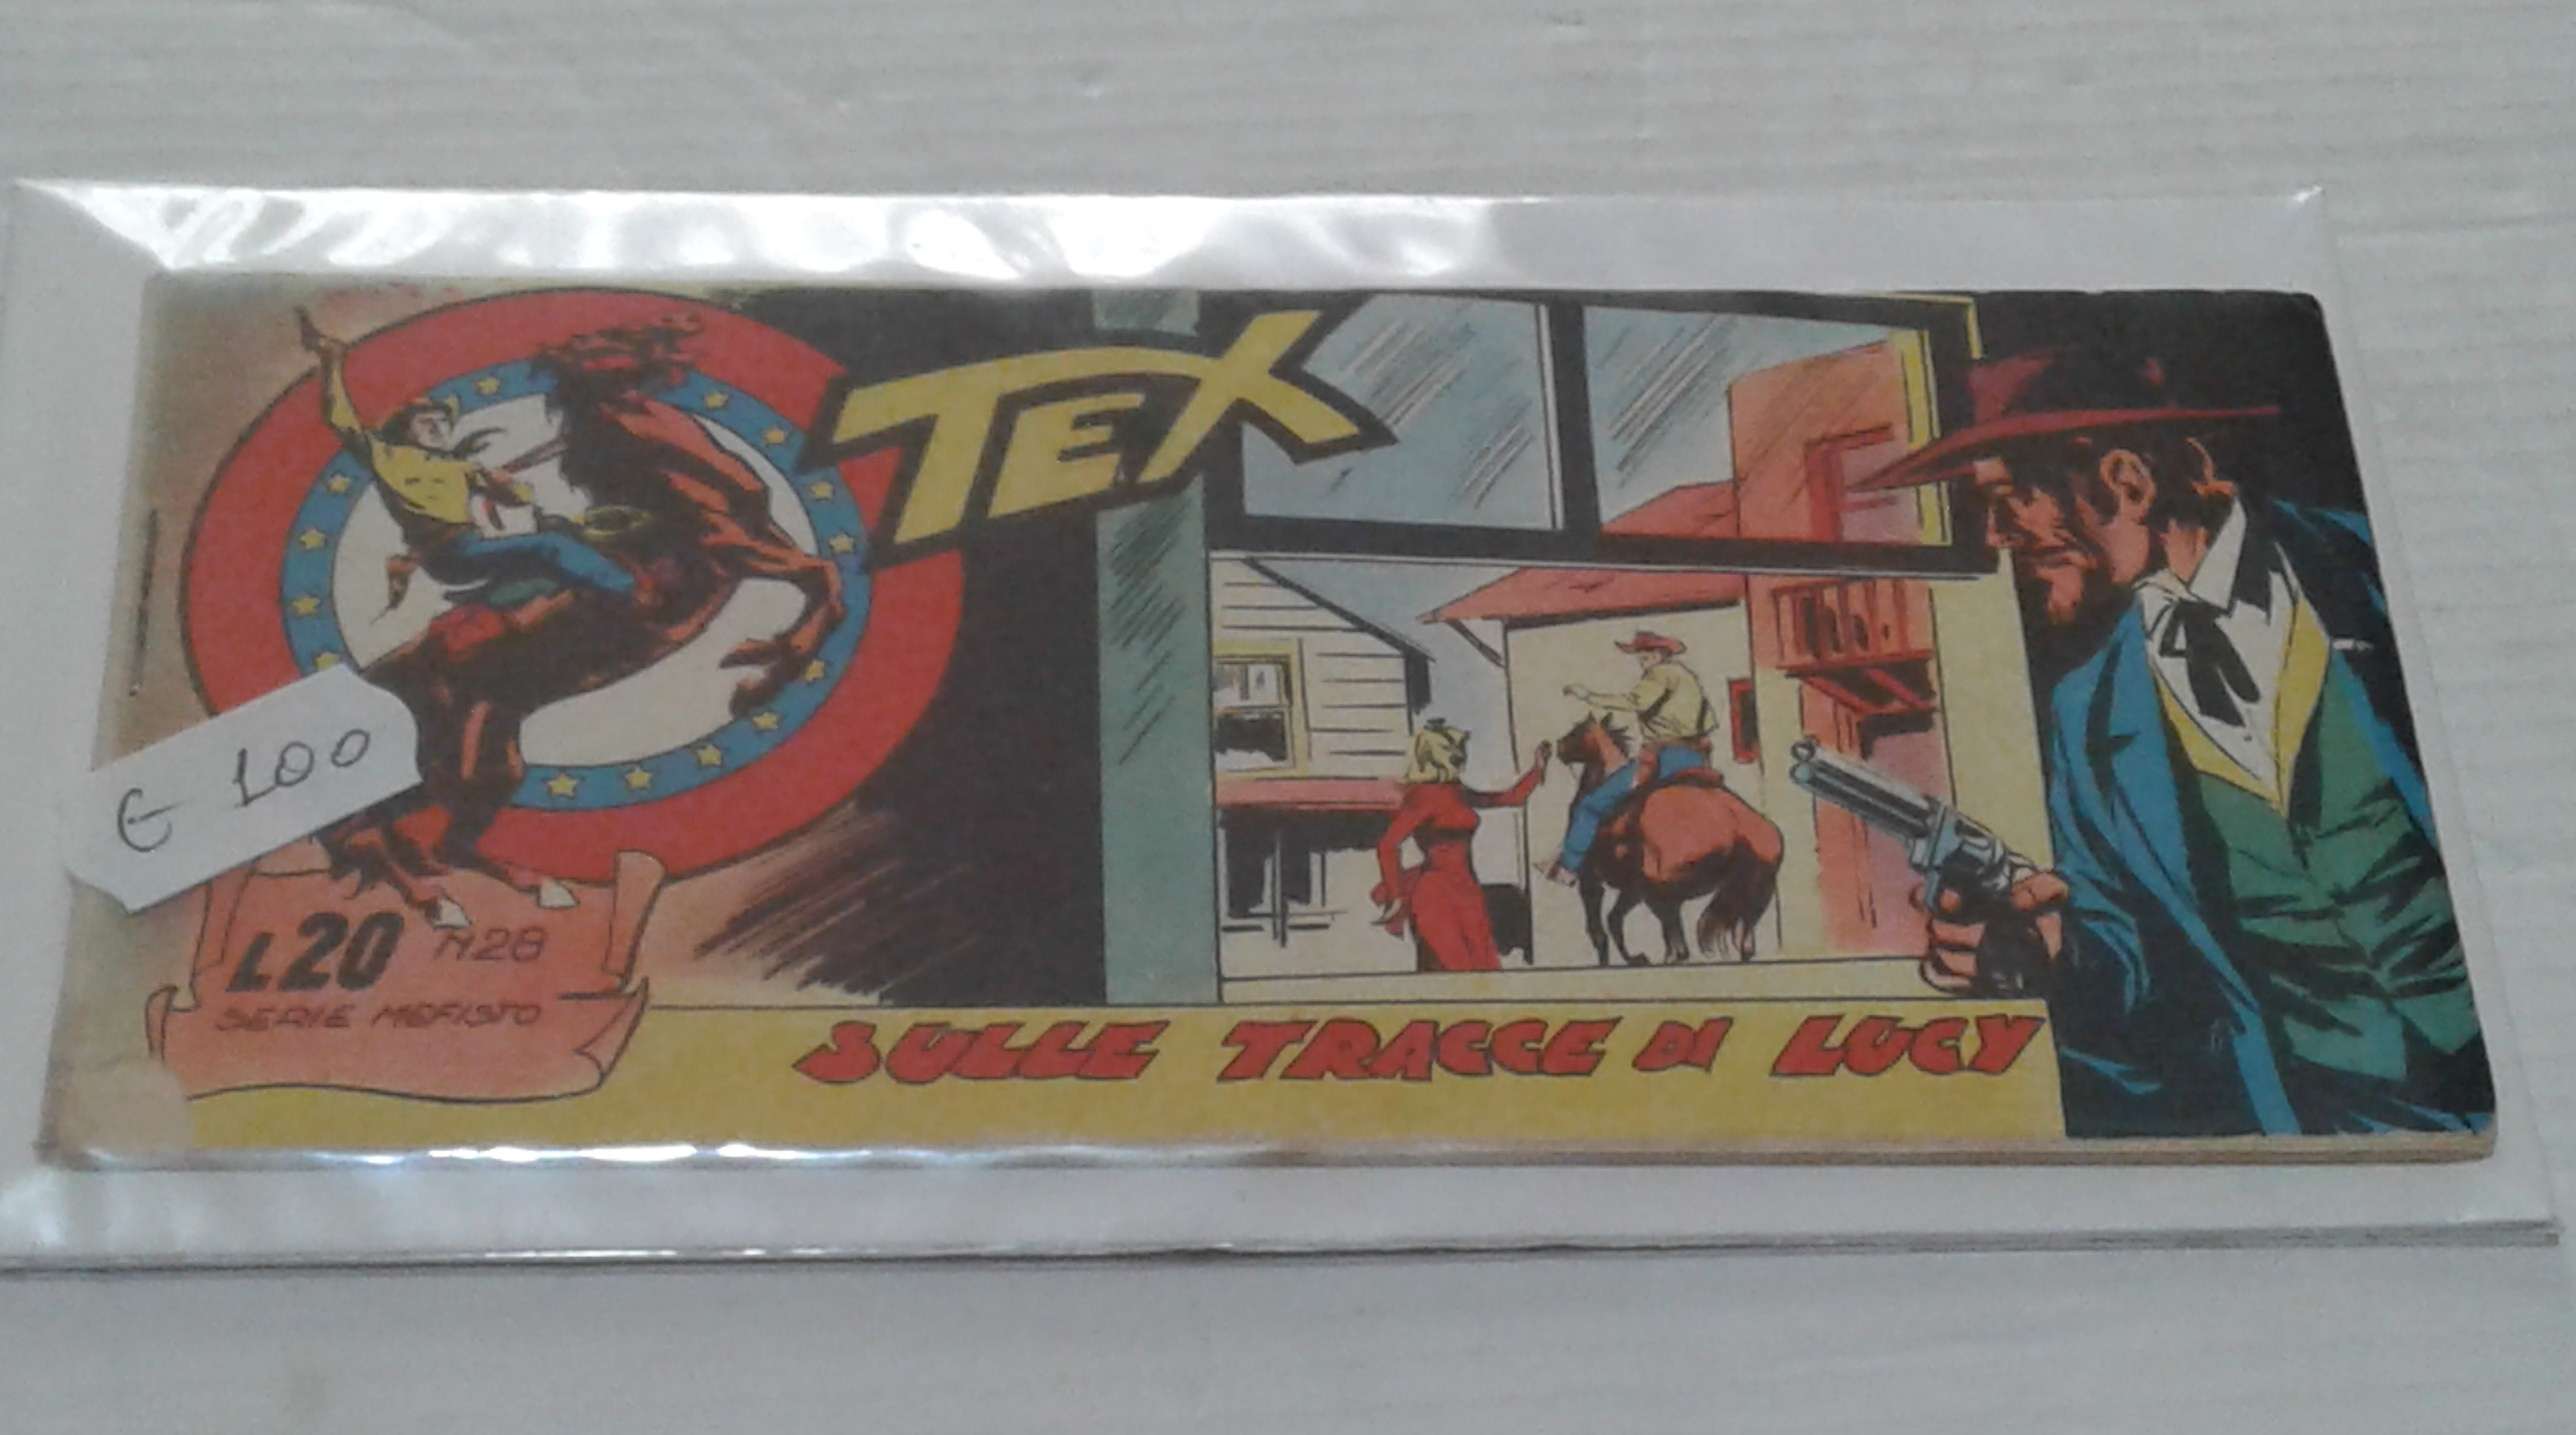 TEX
€ 100
L 20 N 28
SERIE MEFISTO
SULLE TRACCE DI LUCY